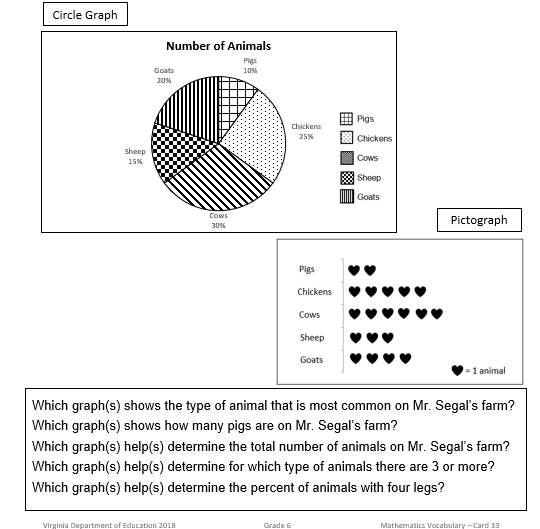 Circle Graph
Number of Animals
Pigs
10%
Goats
20%
Chickens
25%
Sheep
15%
Cows
30%
Pigs
Chickens
Cows
Sheep
Goats
Pictograph
Pigs
Chickens
Cows
Sheep
Goats
= 1 animal
Which graph(s) shows the type of animal that is most common on Mr. Segal's farm?
Which graph(s) shows how many pigs are on Mr. Segal's farm?
Which graph(s) help(s) determine the total number of animals on Mr. Segal's farm?
Which graph(s) help(s) determine for which type of animals there are 3 or more?
Which graph(s) help(s) determine the percent of animals with four legs?
Virginia Department of Education 2018 Grade 6 Mathematics Vocabulary – Card 33